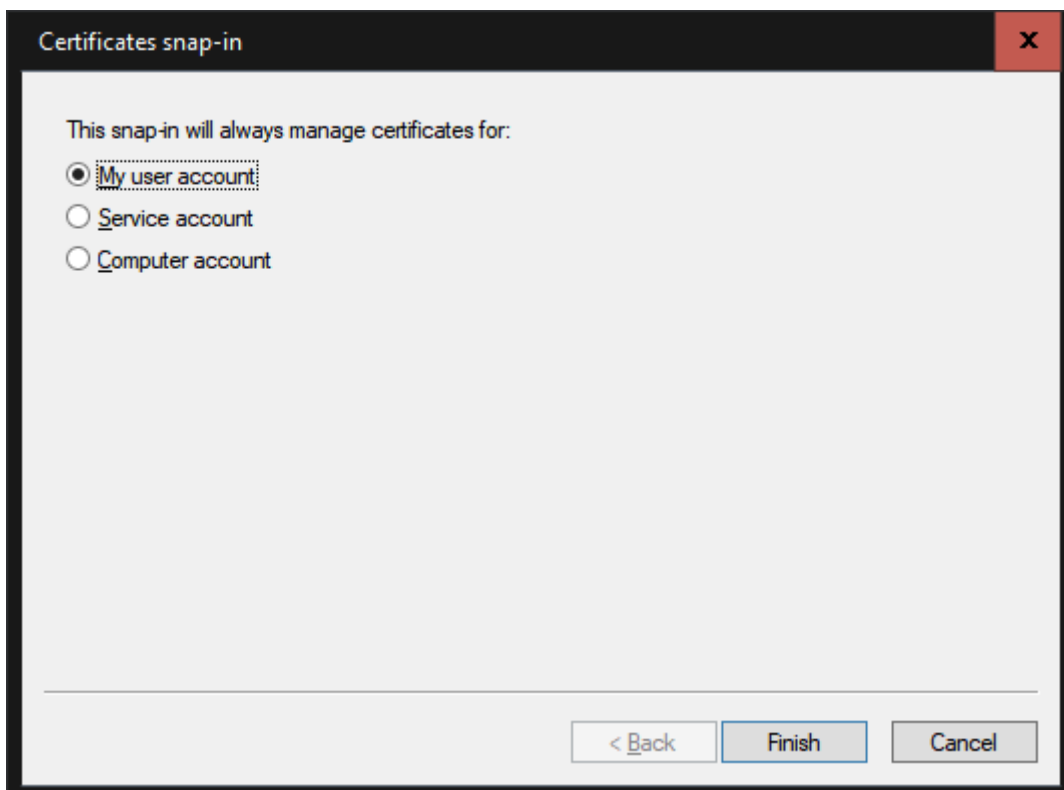 Certificates snap-in
x
This snap-in will always manage certificates for:
My user account
Service account
Computer account
< Back
Finish
Cancel